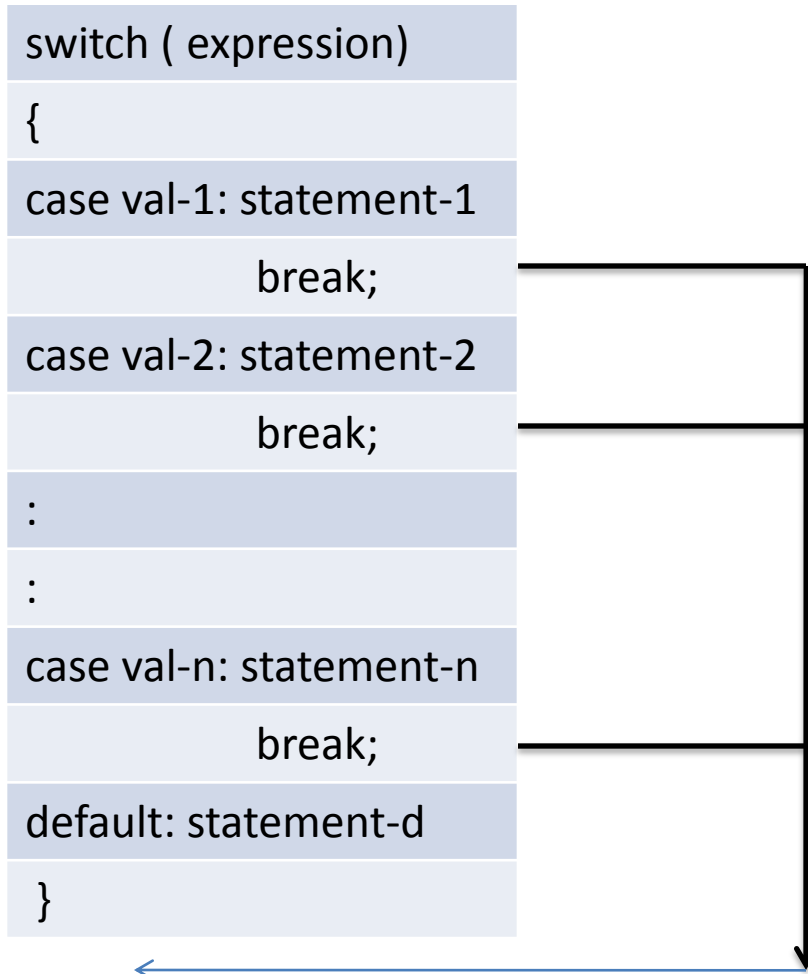 switch ( expression)
{
case val-1: statement-1
break;
case val-2: statement-2
break;
:
:
case val-n: statement-n
break;
default: statement-d
}